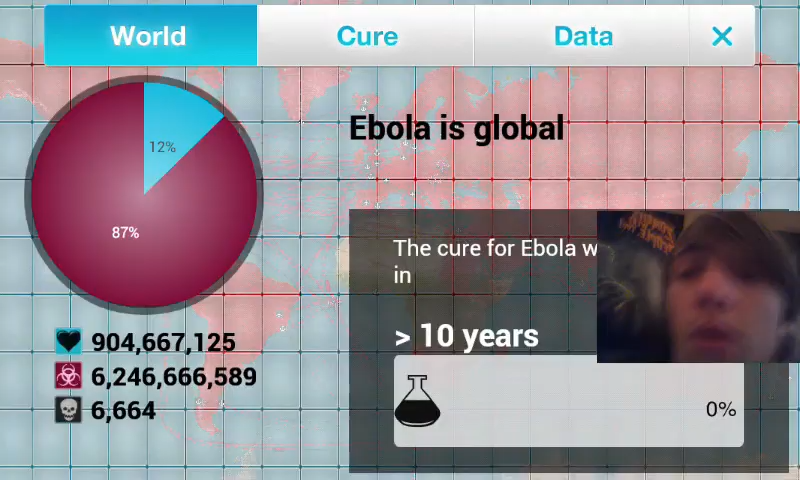 World
Cure
Data
12%
87%
Ebola is global
904,667,125
6,246,666,589
6,664
The cure for Ebola w
in
> 10 years
0%